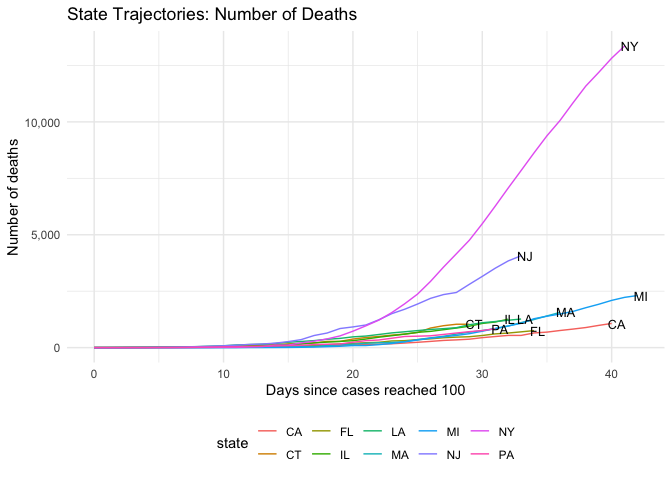 State Trajectories: Number of Deaths
Number of deaths
10,000
5,000
0
NY
NJ
MI
MA
IL LA
CT
PA
FL
CA
0 10 20 30 40
Days since cases reached 100
state
CA FL LA MI NY
CT IL MA NJ PA